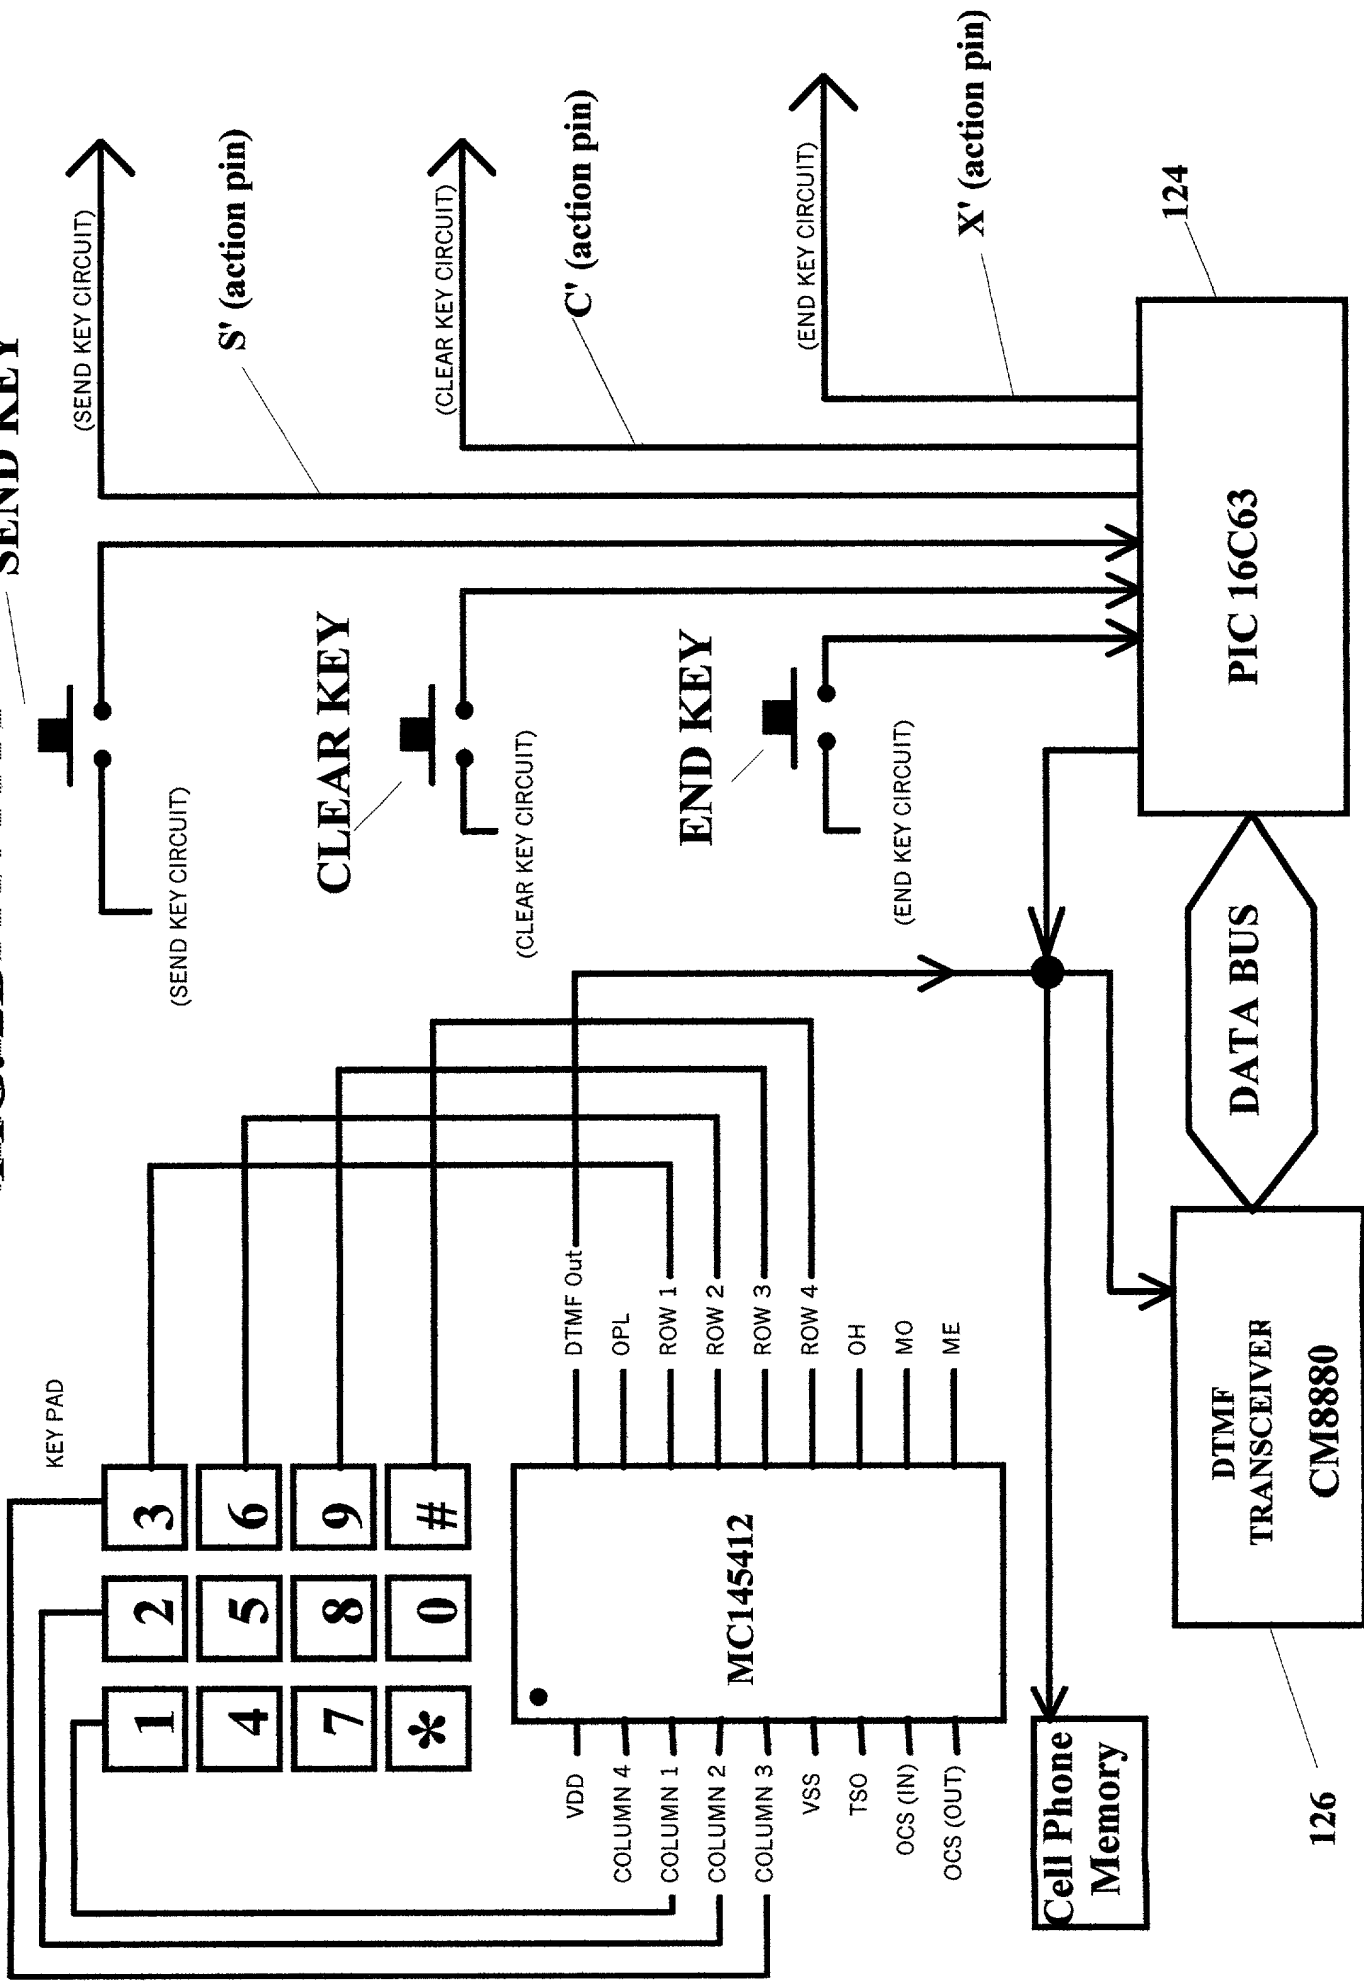 SEND KEY
(SEND KEY CIRCUIT)
S' (action pin)
(SEND KEY CIRCUIT)
CLEAR KEY
(CLEAR KEY CIRCUIT)
C' (action pin)
(CLEAR KEY CIRCUIT)
END KEY
(END KEY CIRCUIT)
X' (action pin)
(END KEY CIRCUIT)
KEY PAD
1 2 3
4 5 6
7 8 9
* 0 #
MC145412
VDD
COLUMN 4
COLUMN 1
COLUMN 2
COLUMN 3
VSS
TSO
OCS (IN)
OCS (OUT)
DTMF Out
OPL
ROW 1
ROW 2
ROW 3
ROW 4
OH
MO
ME
Cell Phone
Memory
126
DTMF
TRANSCEIVER
CM8880
DATA BUS
PIC 16C63
124